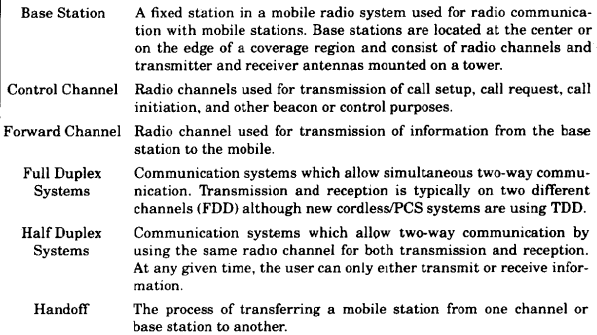 Base Station A fixed station in a mobile radio system used for radio communica-
tion with mobile stations. Base stations are located at the center or
on the edge of a coverage region and consist of radio channels and
transmitter and receiver antennas mounted on a tower.
Control Channel Radio channels used for transmission of call setup, call request, call
initiation, and other beacon or control purposes.
Forward Channel Radio channel used for transmission of information from the base
station to the mobile.
Full Duplex Communication systems which allow simultaneous two-way commu-
Systems nication. Transmission and reception is typically on two different
channels (FDD) although new cordless/PCS systems are using TDD.
Half Duplex Communication systems which allow two-way communication by
Systems using the same radio channel for both transmission and reception.
At any given time, the user can only either transmit or receive infor-
mation.
Handoff The process of transferring a mobile station from one channel or
base station to another.